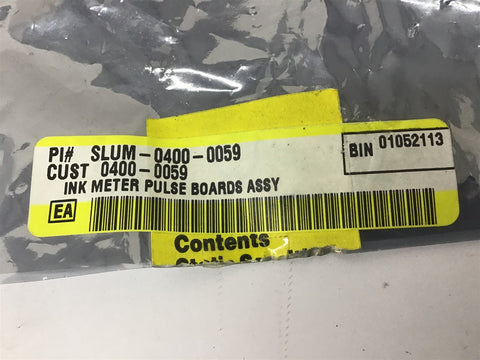 PI# SLUM-0400-0059
CUST 0400-0059
BIN 01052113
INK METER PULSE BOARDS ASSY
EA
Contents